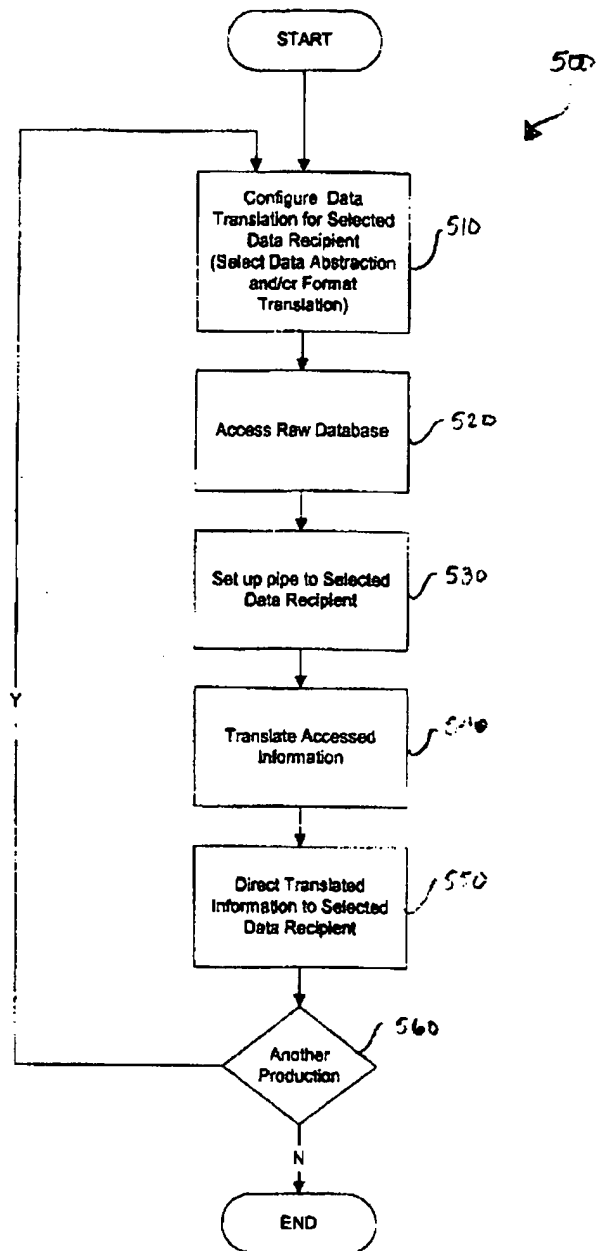 START
500
Configure Data
Translation for Selected
Data Recipient
(Select Data Abstraction
and/or Format
Translation)
510
Access Raw Database
520
Set up pipe to Selected
Data Recipient
530
Y
Translate Accessed
Information
540
Direct Translated
Information to Selected
Data Recipient
550
Another
Production
560
N
END